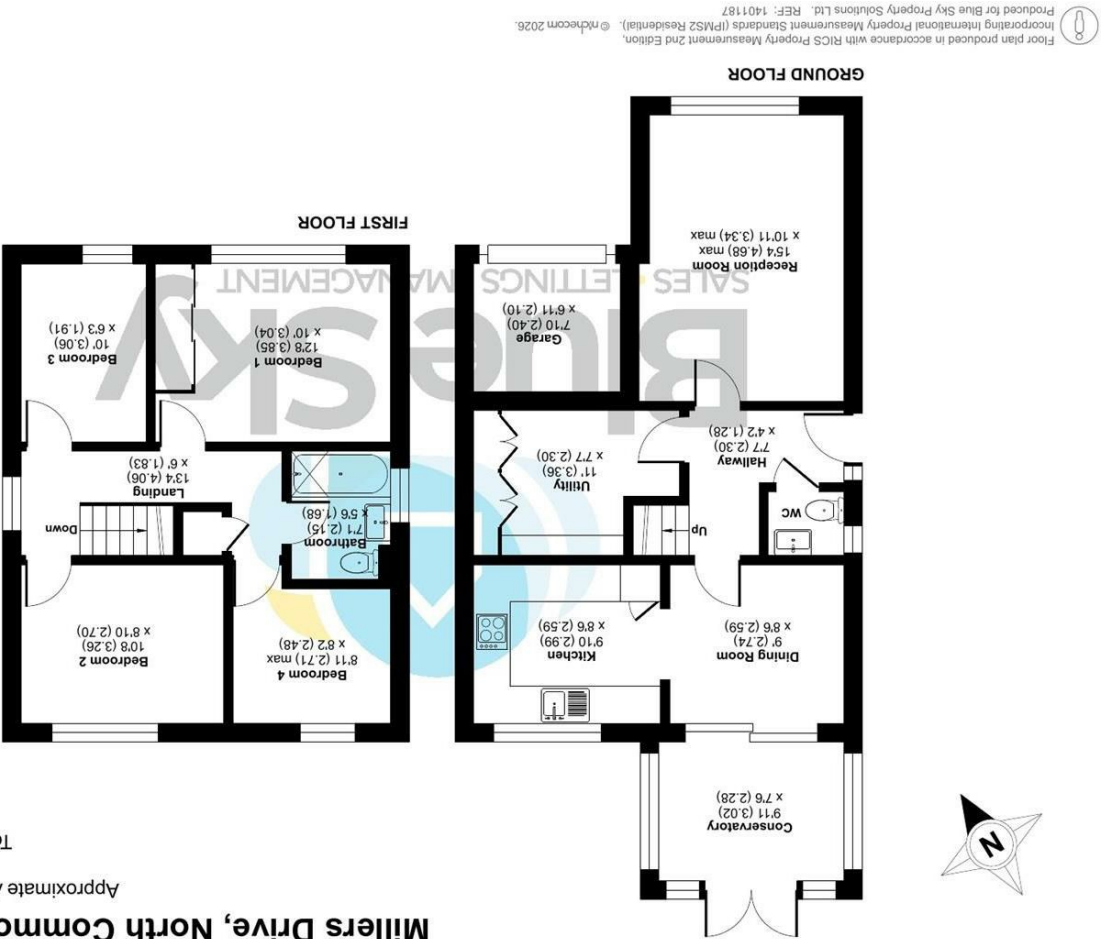 Millers Drive, North Commo
Approximate A
To
N
Conservatory
9'11 (3.02)
x 7'6 (2.28)
Dining Room
9' (2.74)
x 8'6 (2.59)
Kitchen
9'10 (2.99)
x 8'6 (2.59)
WC
Up
Utility
11' (3.36)
x 7'7 (2.30)
Hallway
7'7 (2.30)
x 4'2 (1.28)
Garage
7'10 (2.40)
x 6'11 (2.10)
Reception Room
15'4 (4.68) max
x 10'11 (3.34) max
GROUND FLOOR
Bedroom 4
8'11 (2.71) max
x 8'2 (2.48)
Bedroom 2
10'8 (3.26)
x 8'10 (2.70)
Bathroom
7'1 (2.15)
x 5'6 (1.68)
Down
Landing
13'4 (4.06)
x 6' (1.83)
Bedroom 1
12'8 (3.85)
x 10' (3.04)
Bedroom 3
10' (3.06)
x 6'3 (1.91)
FIRST FLOOR
BlueSky
SALES LETTINGS MANAGEMENT
Floor plan produced in accordance with RICS Property Measurement 2nd Edition,
Incorporating International Property Measurement Standards (IPMS2 Residential). © nichecom 2026.
Produced for Blue Sky Property Solutions Ltd. REF: 1401187